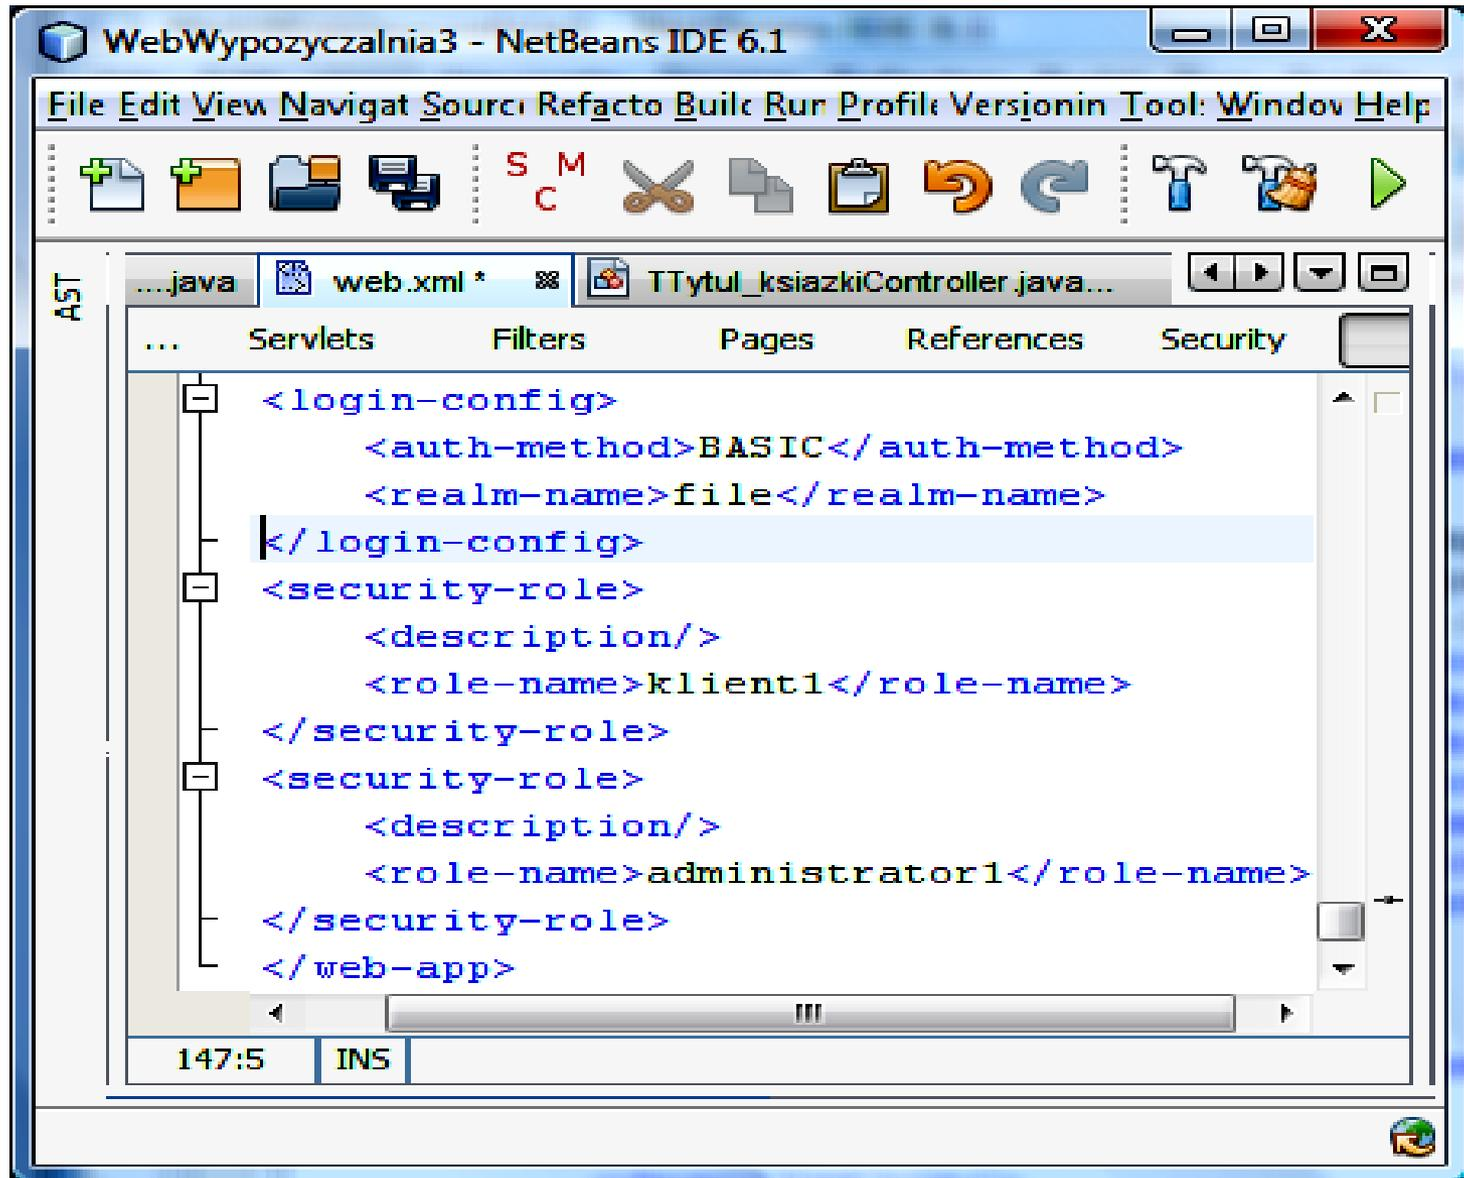 WebWypozyczalnia3 - NetBeans IDE 6.1
File Edit View Navigat Sourc Refacto Build Run Profile Versionin Tool: Window Help
S M
C
AST
....java web.xml * TTytul_ksiazkiController.java...
... Servlets Filters Pages References Security
<login-config>
<auth-method>BASIC</auth-method>
<realm-name>file</realm-name>
</login-config>
<security-role>
<description/>
<role-name>klient1</role-name>
</security-role>
<security-role>
<description/>
<role-name>administrator1</role-name>
</security-role>
</web-app>
147:5 INS